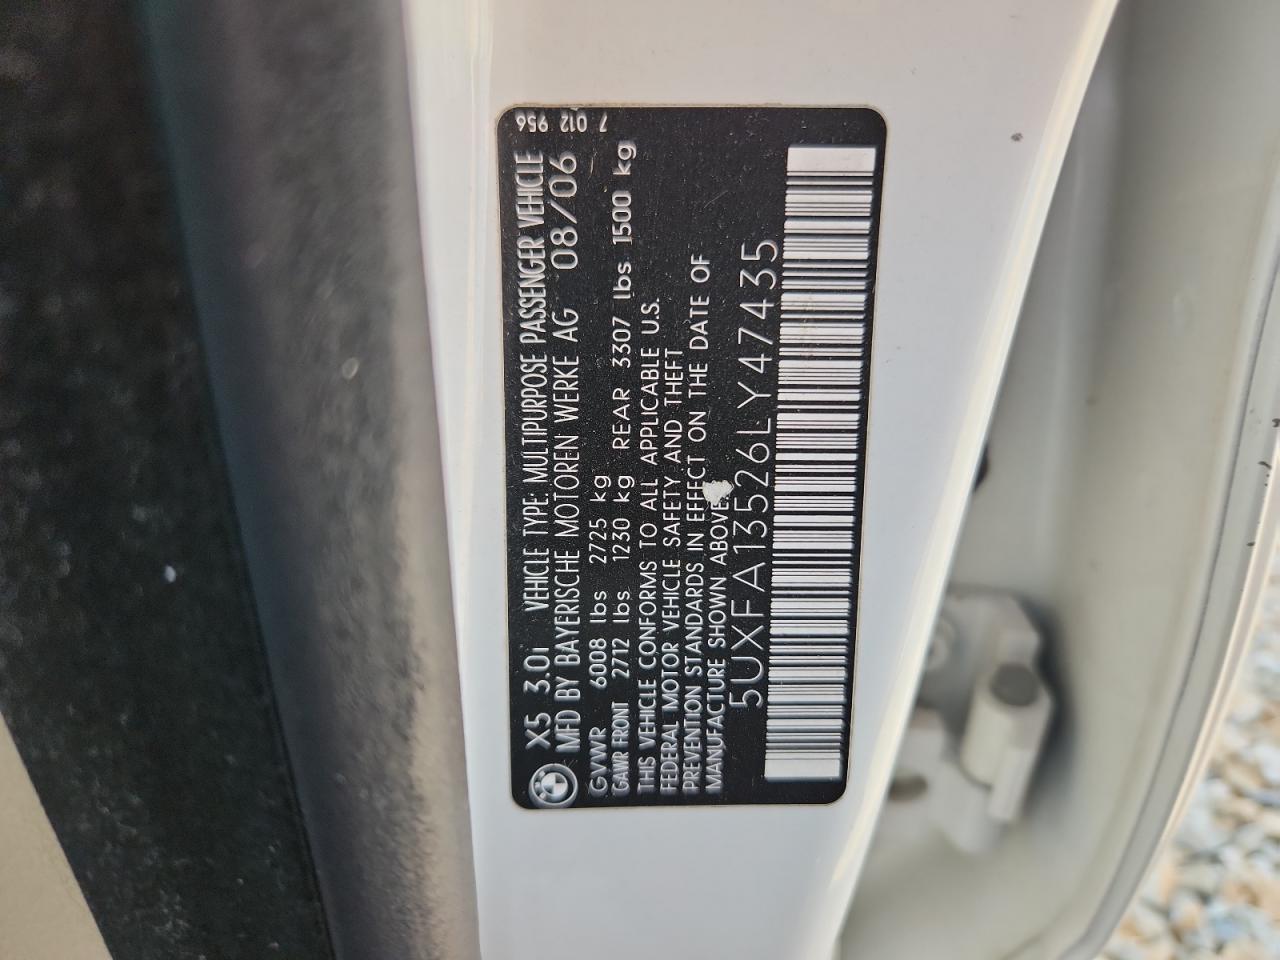 X5 3.0i VEHICLE TYPE: MULTIPURPOSE PASSENGER VEHICLE
MFD BY BAYERISCHE MOTOREN WERKE AG 08/06
GVWR 6008 lbs 2725 kg
GAWR FRONT 2712 lbs 1230 kg REAR 3307 lbs 1500 kg
THIS VEHICLE CONFORMS TO ALL APPLICABLE U.S.
FEDERAL MOTOR VEHICLE SAFETY AND THEFT
PREVENTION STANDARDS IN EFFECT ON THE DATE OF
MANUFACTURE SHOWN ABOVE
5UXFA13526LY47435
7 012 956